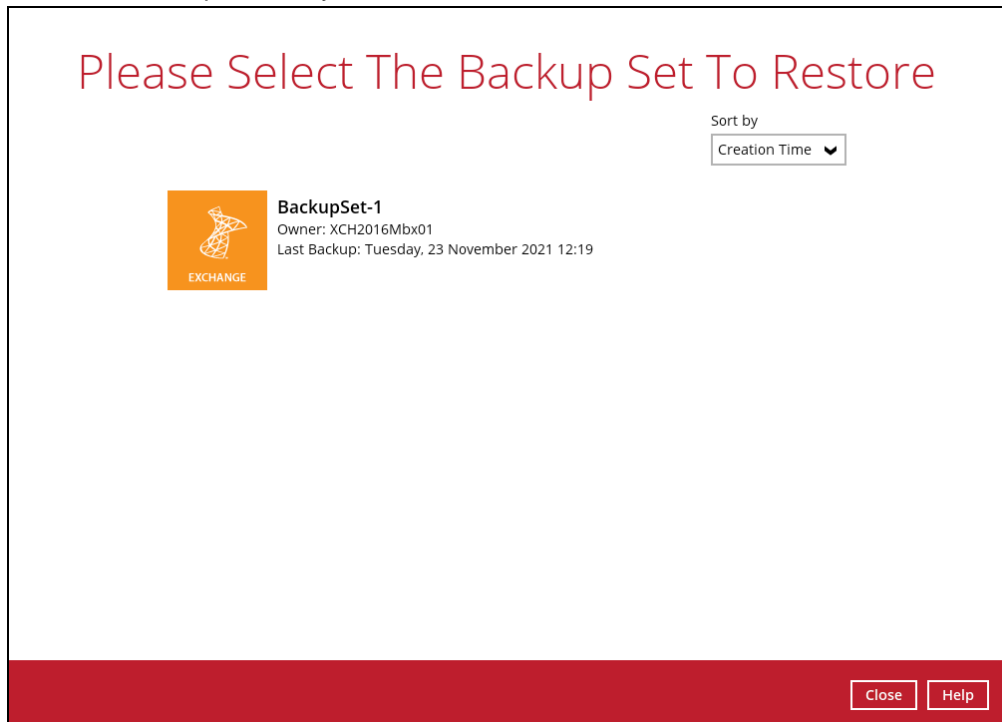 Please Select The Backup Set To Restore
Sort by
Creation Time
BackupSet-1
Owner: XCH2016Mbx01
Last Backup: Tuesday, 23 November 2021 12:19
EXCHANGE
Close
Help